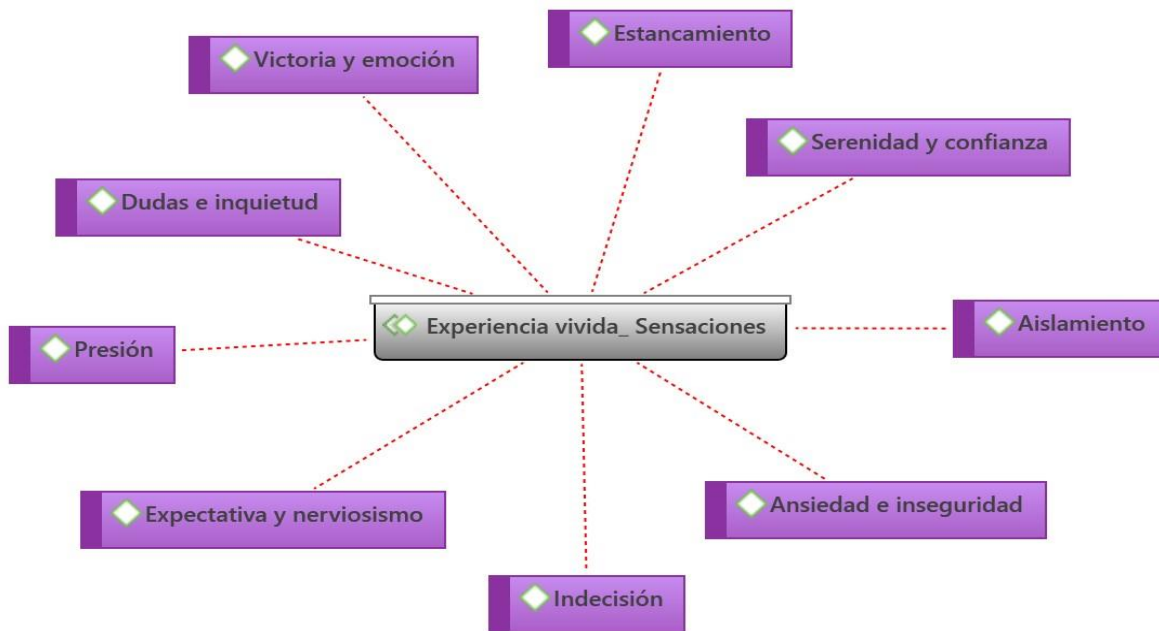 Estancamiento
Victoria y emoción
Serenidad y confianza
Dudas e inquietud
Experiencia vivida_ Sensaciones
Aislamiento
Presión
Ansiedad e inseguridad
Expectativa y nerviosismo
Indecisión